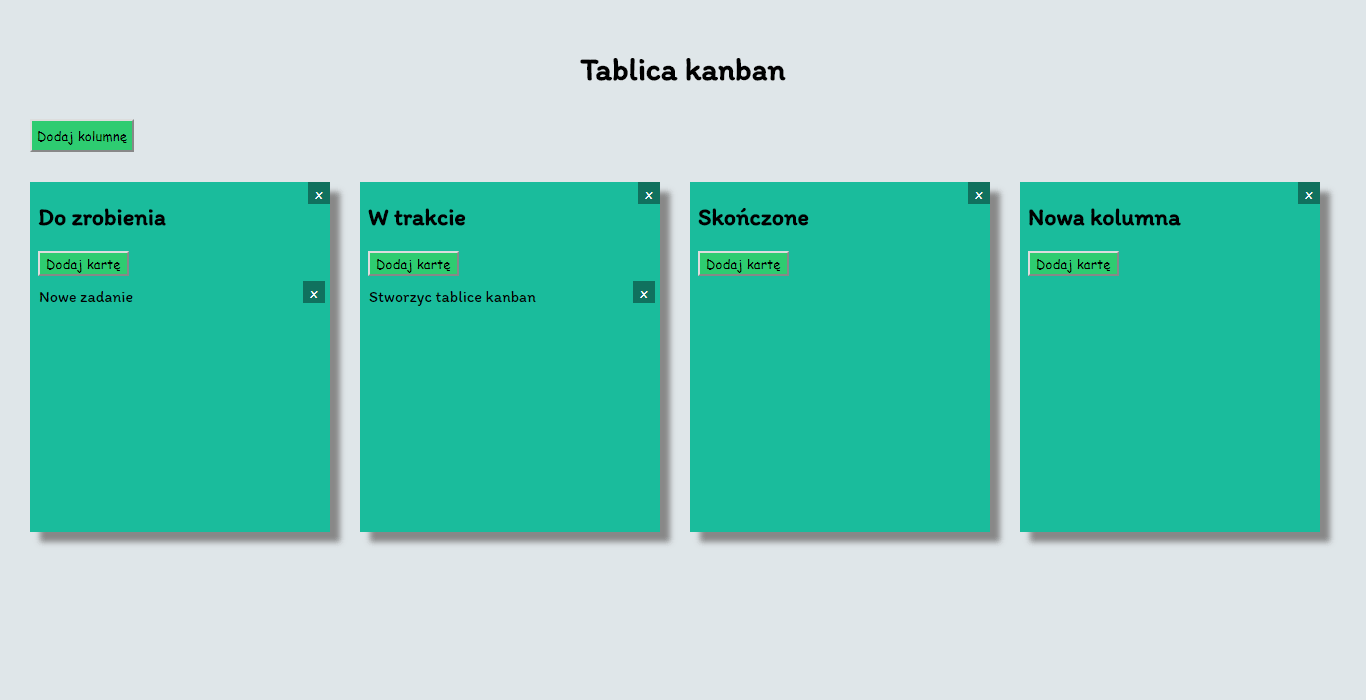 Tablica kanban
Dodaj kolumnę
x
Do zrobienia
Dodaj kartę
Nowe zadanie
x
x
W trakcie
Dodaj kartę
Stworzyc tablice kanban
x
x
Skończone
Dodaj kartę
x
Nowa kolumna
Dodaj kartę